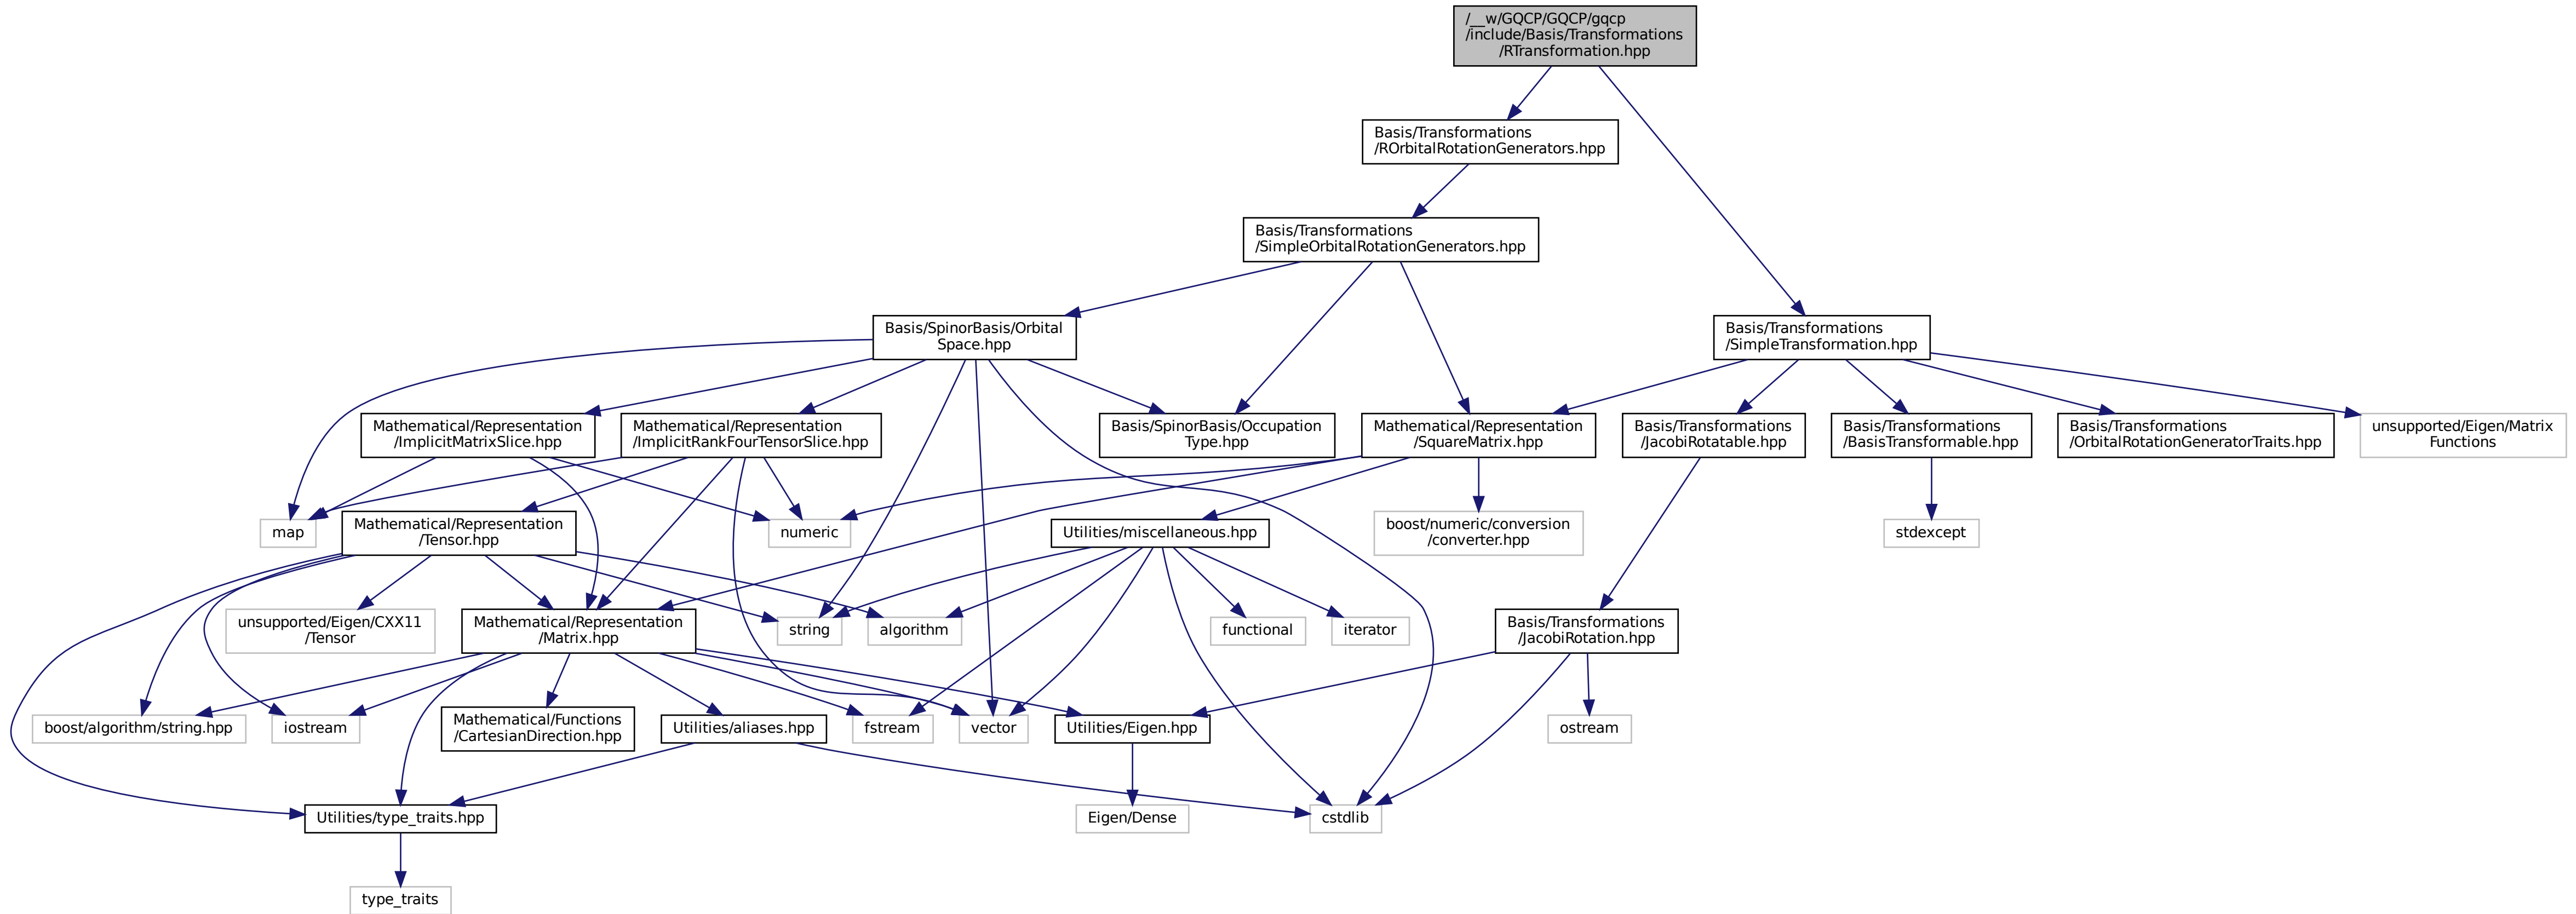 /__w/GQCP/GQCP/gqcp
/include/Basis/Transformations
/RTransformation.hpp
Basis/Transformations
/ROrbitalRotationGenerators.hpp
Basis/Transformations
/SimpleOrbitalRotationGenerators.hpp
Basis/SpinorBasis/Orbital
Space.hpp
Basis/Transformations
/SimpleTransformation.hpp
Mathematical/Representation
/ImplicitMatrixSlice.hpp
Mathematical/Representation
/ImplicitRankFourTensorSlice.hpp
Basis/SpinorBasis/Occupation
Type.hpp
Mathematical/Representation
/SquareMatrix.hpp
Basis/Transformations
/JacobiRotatable.hpp
Basis/Transformations
/BasisTransformable.hpp
Basis/Transformations
/OrbitalRotationGeneratorTraits.hpp
unsupported/Eigen/Matrix
Functions
map
Mathematical/Representation
/Tensor.hpp
numeric
Utilities/miscellaneous.hpp
boost/numeric/conversion
/converter.hpp
stdexcept
unsupported/Eigen/CXX11
/Tensor
Mathematical/Representation
/Matrix.hpp
string
algorithm
functional
iterator
Basis/Transformations
/JacobiRotation.hpp
boost/algorithm/string.hpp
iostream
Mathematical/Functions
/CartesianDirection.hpp
Utilities/aliases.hpp
fstream
vector
Utilities/Eigen.hpp
ostream
Utilities/type_traits.hpp
Eigen/Dense
cstdlib
type_traits